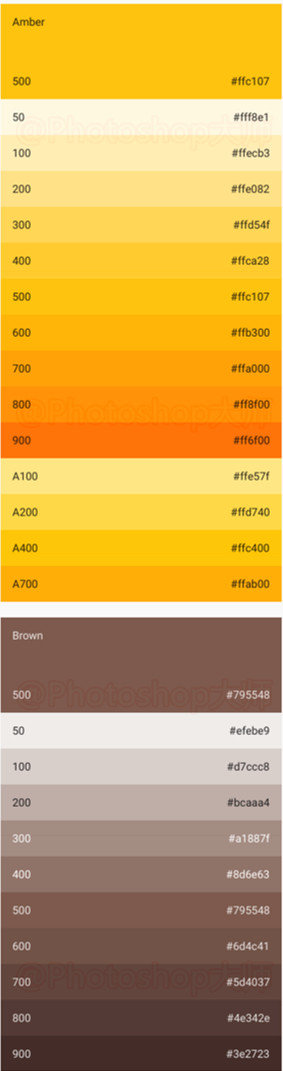 Amber
500 #ffc107
50 #fff8e1
100 #ffecb3
200 #ffe082
300 #ffd54f
400 #ffca28
500 #ffc107
600 #ffb300
700 #ffa000
800 #ff8f00
900 #ff6f00
A100 #ffe57f
A200 #ffd740
A400 #ffc400
A700 #ffab00
Brown
500 #795548
50 #efebe9
100 #d7ccc8
200 #bcaaa4
300 #a1887f
400 #8d6e63
500 #795548
600 #6d4c41
700 #5d4037
800 #4e342e
900 #3e2723